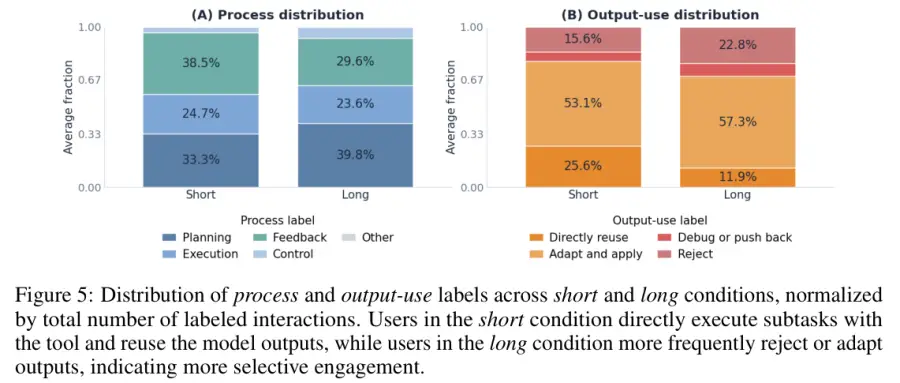 (A) Process distribution
Average fraction
1.00
0.67
0.33
0.00
38.5%
24.7%
33.3%
29.6%
23.6%
39.8%
Short
Long
Process label
Planning
Feedback
Other
Execution
Control
(B) Output-use distribution
Average fraction
1.00
0.67
0.33
0.00
15.6%
53.1%
25.6%
22.8%
57.3%
11.9%
Short
Long
Output-use label
Directly reuse
Debug or push back
Adapt and apply
Reject
Figure 5: Distribution of process and output-use labels across short and long conditions, normalized
by total number of labeled interactions. Users in the short condition directly execute subtasks with
the tool and reuse the model outputs, while users in the long condition more frequently reject or adapt
outputs, indicating more selective engagement.